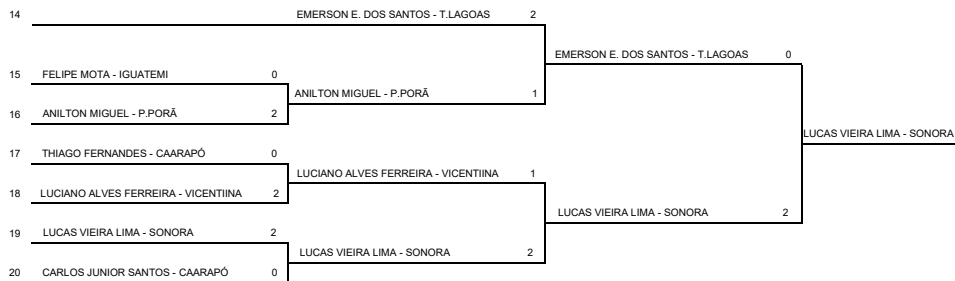 14 EMERSON E. DOS SANTOS - T.LAGOAS 2
EMERSON E. DOS SANTOS - T.LAGOAS 0
15 FELIPE MOTA - IGUATEMI 0
ANILTON MIGUEL - P.PORÃ 1
16 ANILTON MIGUEL - P.PORÃ 2
LUCAS VIEIRA LIMA - SONORA
17 THIAGO FERNANDES - CAARAPÓ 0
LUCIANO ALVES FERREIRA - VICENTIINA 1
18 LUCIANO ALVES FERREIRA - VICENTIINA 2
LUCAS VIEIRA LIMA - SONORA 2
19 LUCAS VIEIRA LIMA - SONORA 2
LUCAS VIEIRA LIMA - SONORA 2
20 CARLOS JUNIOR SANTOS - CAARAPÓ 0